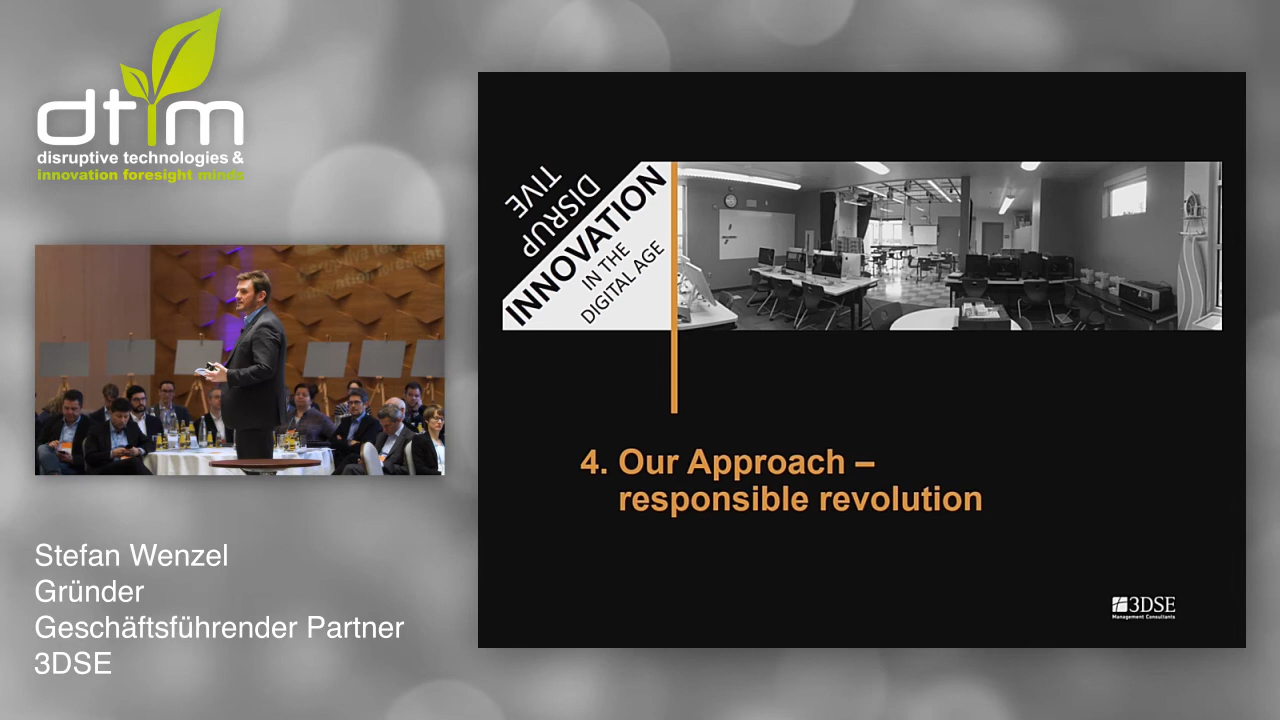 dtim
disruptive technologies &
innovation foresight minds
DISRUP
TIVE
INNOVATION
IN THE
DIGITAL AGE
4. Our Approach –
responsible revolution
3DSE
Management Consultants
Stefan Wenzel
Gründer
Geschäftsführender Partner
3DSE